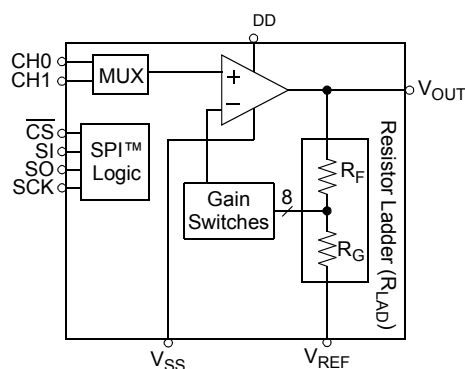 DD
CH0
CH1
MUX
+
–
VOUT
CS
SI
SO
SCK
SPI™
Logic
Gain
Switches
8
RF
RG
Resistor Ladder (RLAD)
VSS
VREF